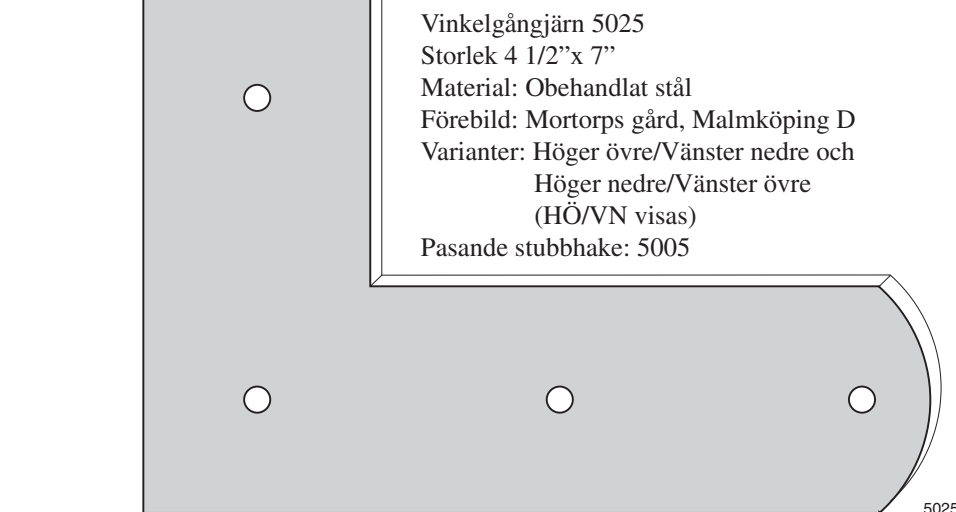 Vinkelgångjärn 5025
Storlek 4 1/2”x 7”
Material: Obehandlat stål
Förebild: Mortorps gård, Malmköping D
Varianter: Höger övre/Vänster nedre och
Höger nedre/Vänster övre
(HÖ/VN visas)
Pasande stubbhake: 5005
5025